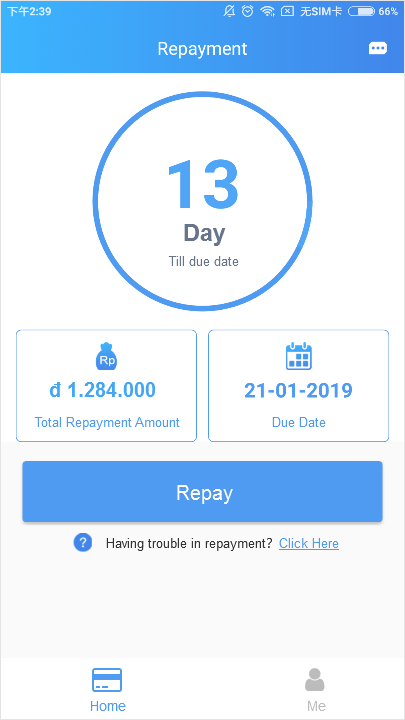 下午2:39
无SIM卡
66%
Repayment
13
Day
Till due date
Rp
đ 1.284.000
21-01-2019
Total Repayment Amount
Due Date
Repay
? Having trouble in repayment? Click Here
Home
Me